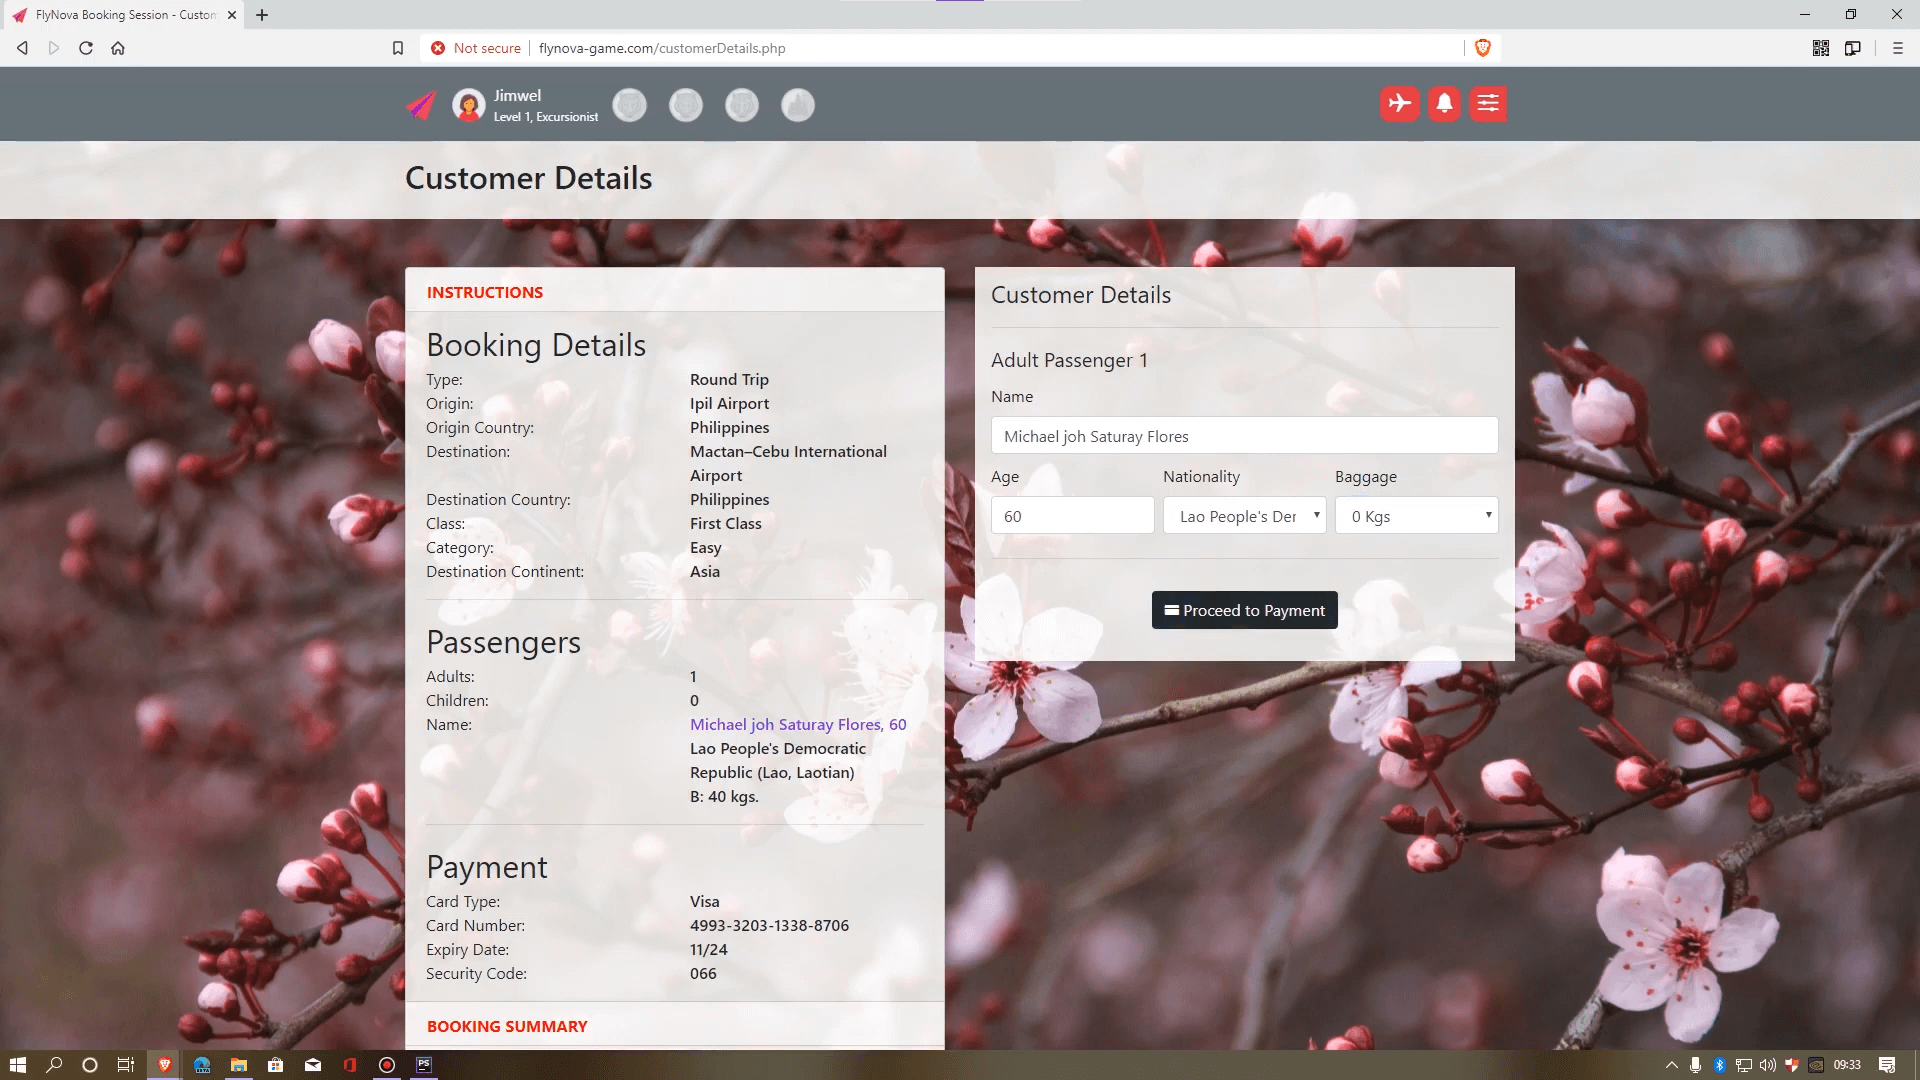 FlyNova Booking Session - Custom
Not secure
flynova-game.com/customerDetails.php
Jimwel
Level 1, Excursionist
Customer Details
INSTRUCTIONS
Booking Details
Type: Round Trip
Origin: Ipil Airport
Origin Country: Philippines
Destination: Mactan–Cebu International
Airport
Destination Country: Philippines
Class: First Class
Category: Easy
Destination Continent: Asia
Passengers
Adults: 1
Children: 0
Name: Michael joh Saturay Flores, 60
Lao People's Democratic
Republic (Lao, Laotian)
B: 40 kgs.
Payment
Card Type: Visa
Card Number: 4993-3203-1338-8706
Expiry Date: 11/24
Security Code: 066
BOOKING SUMMARY
Customer Details
Adult Passenger 1
Name
Michael joh Saturay Flores
Age Nationality Baggage
60 Lao People's Der 0 Kgs
Proceed to Payment
PS
09:33